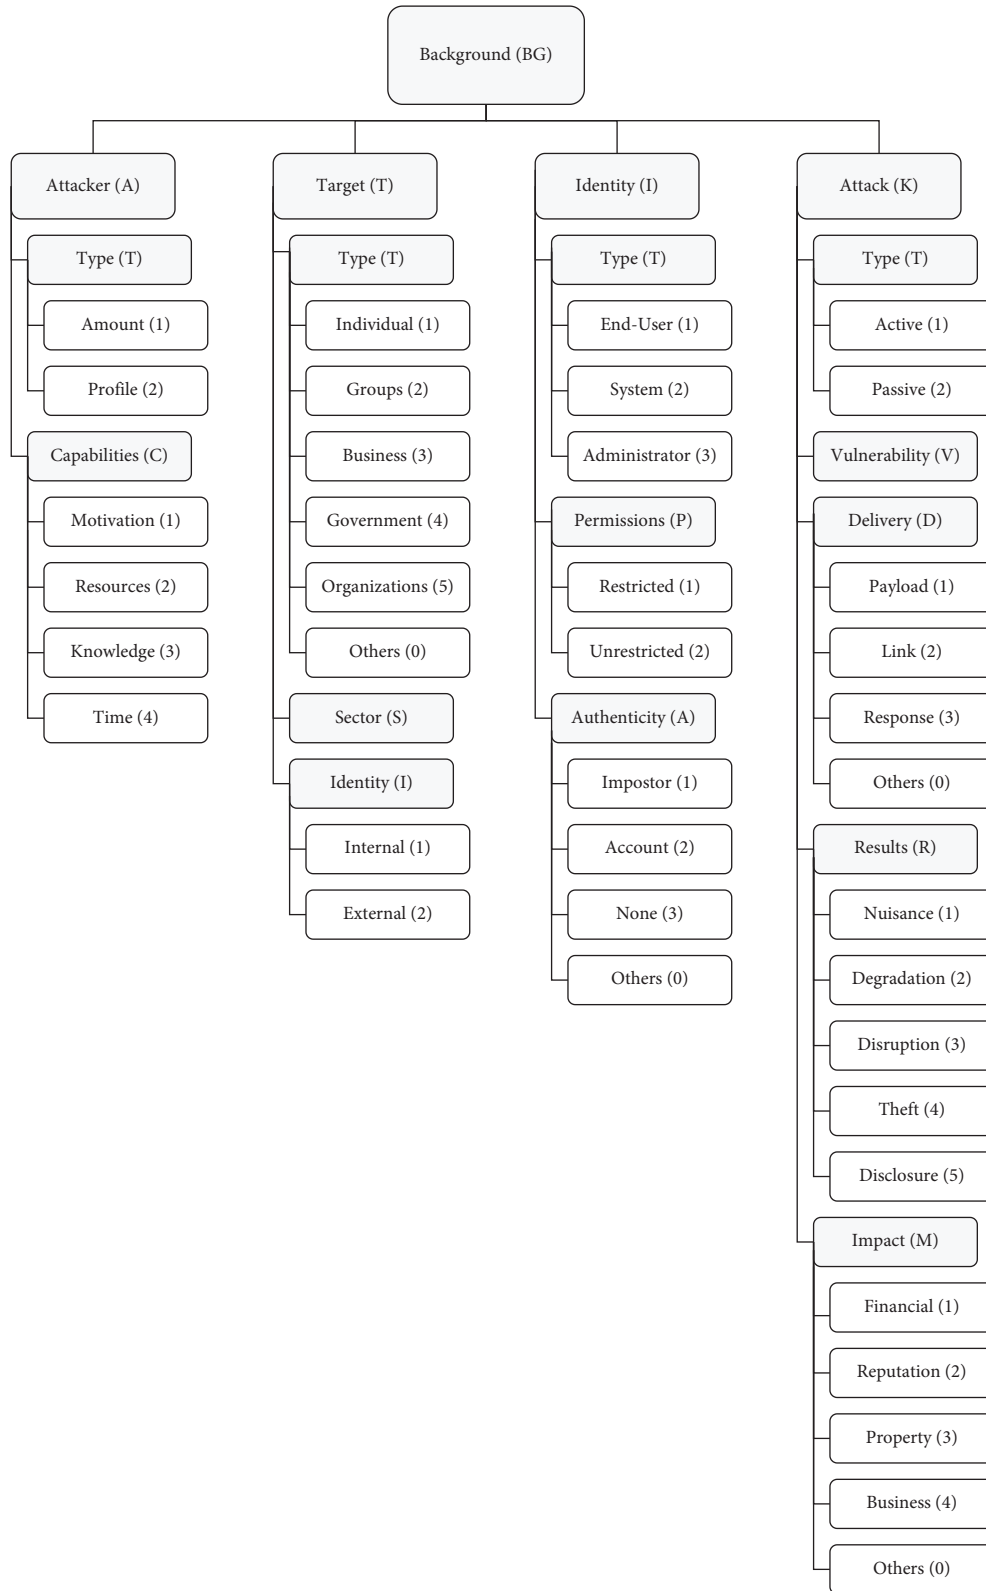 Background (BG)
Attacker (A)
Type (T)
Amount (1)
Profile (2)
Capabilities (C)
Motivation (1)
Resources (2)
Knowledge (3)
Time (4)
Target (T)
Type (T)
Individual (1)
Groups (2)
Business (3)
Government (4)
Organizations (5)
Others (0)
Sector (S)
Identity (I)
Internal (1)
External (2)
Identity (I)
Type (T)
End-User (1)
System (2)
Administrator (3)
Permissions (P)
Restricted (1)
Unrestricted (2)
Authenticity (A)
Impostor (1)
Account (2)
None (3)
Others (0)
Attack (K)
Type (T)
Active (1)
Passive (2)
Vulnerability (V)
Delivery (D)
Payload (1)
Link (2)
Response (3)
Others (0)
Results (R)
Nuisance (1)
Degradation (2)
Disruption (3)
Theft (4)
Disclosure (5)
Impact (M)
Financial (1)
Reputation (2)
Property (3)
Business (4)
Others (0)